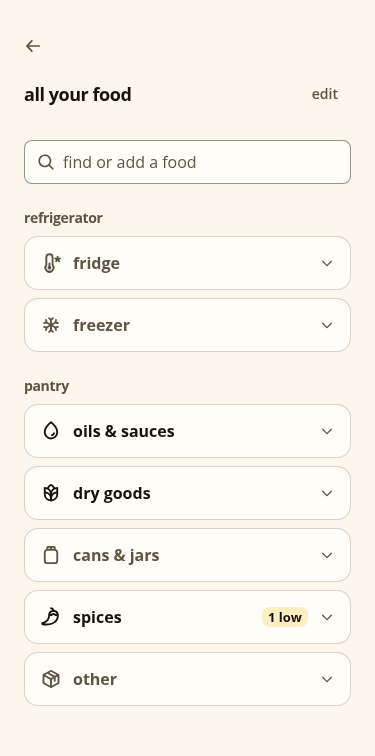 all your food
edit
find or add a food
refrigerator
fridge
freezer
pantry
oils & sauces
dry goods
cans & jars
spices
1 low
other